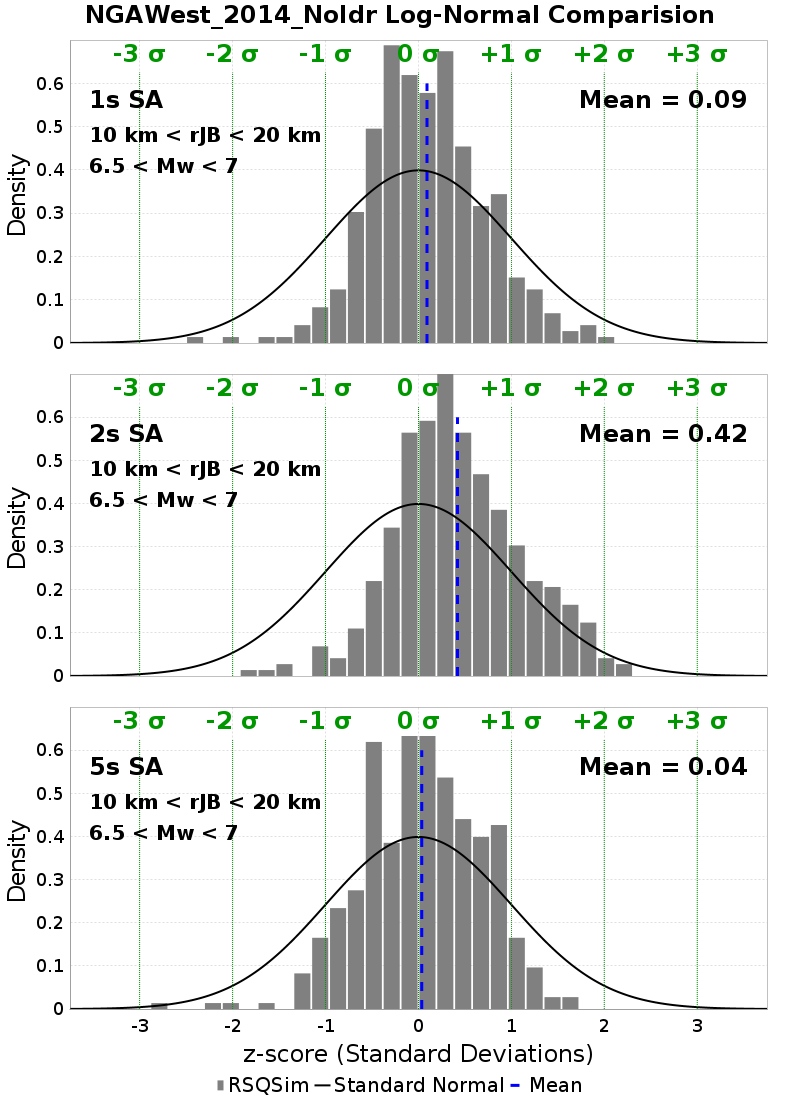 NGAWest_2014_NoIdr Log-Normal Comparision
-3 σ -2 σ -1 σ 0 σ +1 σ +2 σ +3 σ
1s SA Mean = 0.09
10 km < rJB < 20 km
6.5 < Mw < 7
Density
0.6
0.5
0.4
0.3
0.2
0.1
0
-3 σ -2 σ -1 σ 0 σ +1 σ +2 σ +3 σ
2s SA Mean = 0.42
10 km < rJB < 20 km
6.5 < Mw < 7
Density
0.6
0.5
0.4
0.3
0.2
0.1
0
-3 σ -2 σ -1 σ 0 σ +1 σ +2 σ +3 σ
5s SA Mean = 0.04
10 km < rJB < 20 km
6.5 < Mw < 7
Density
0.6
0.5
0.4
0.3
0.2
0.1
0
-3 -2 -1 0 1 2 3
z-score (Standard Deviations)
RSQSim Standard Normal Mean